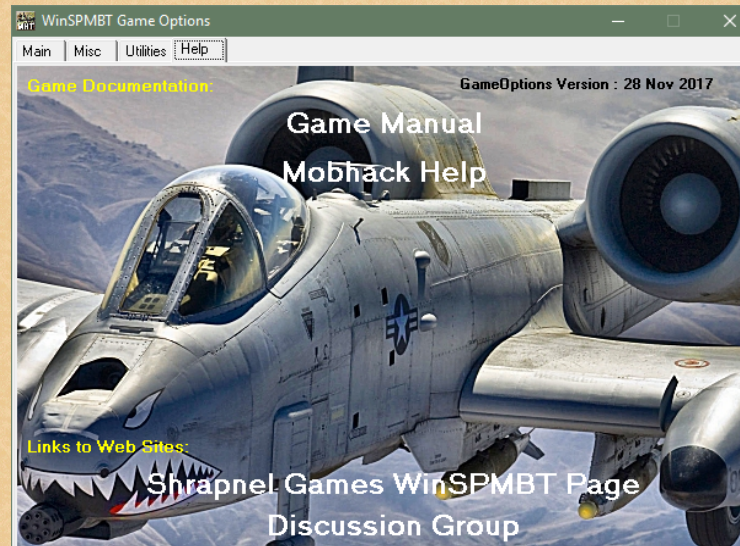 WinSPMBT Game Options
Main Misc Utilities Help
Game Documentation:
GameOptions Version : 28 Nov 2017
Game Manual
Mobhack Help
Links to Web Sites:
Shrapnel Games WinSPMBT Page
Discussion Group